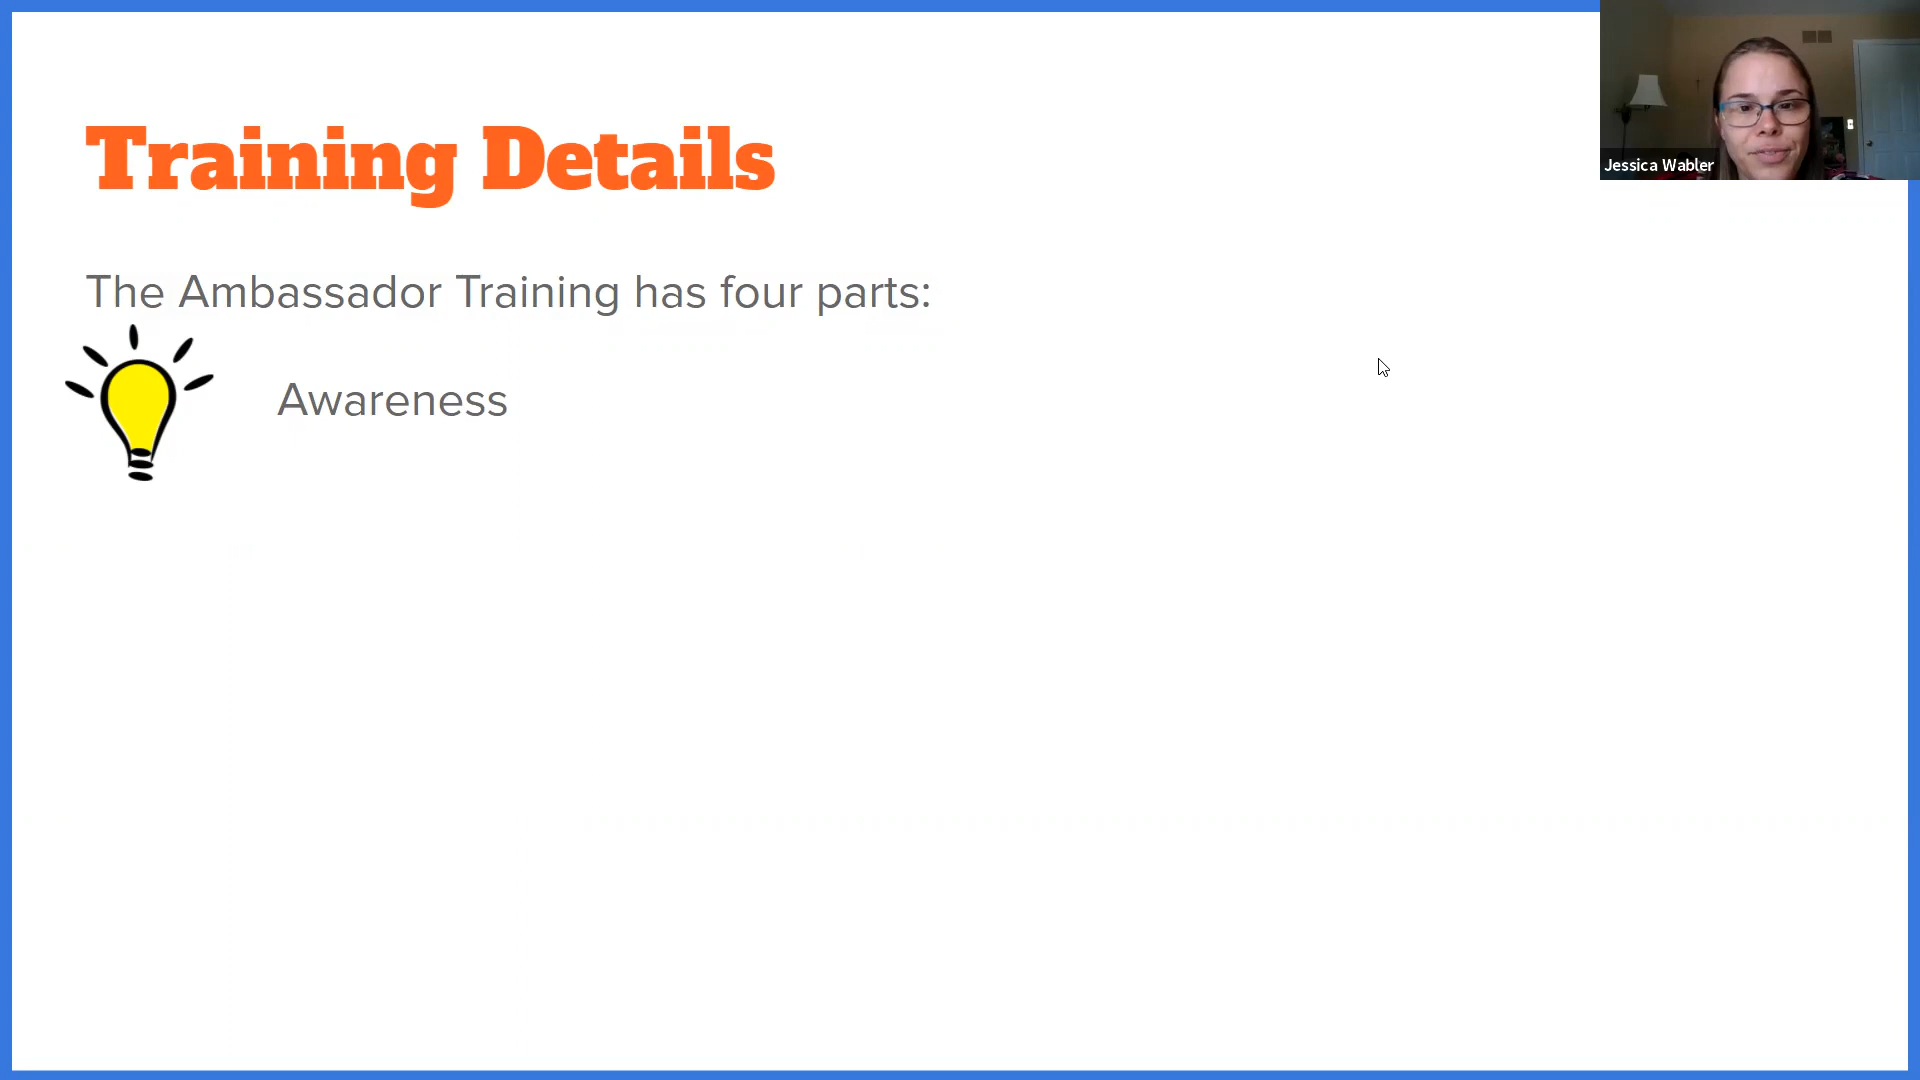 Training Details
Jessica Wabler
The Ambassador Training has four parts:
Awareness